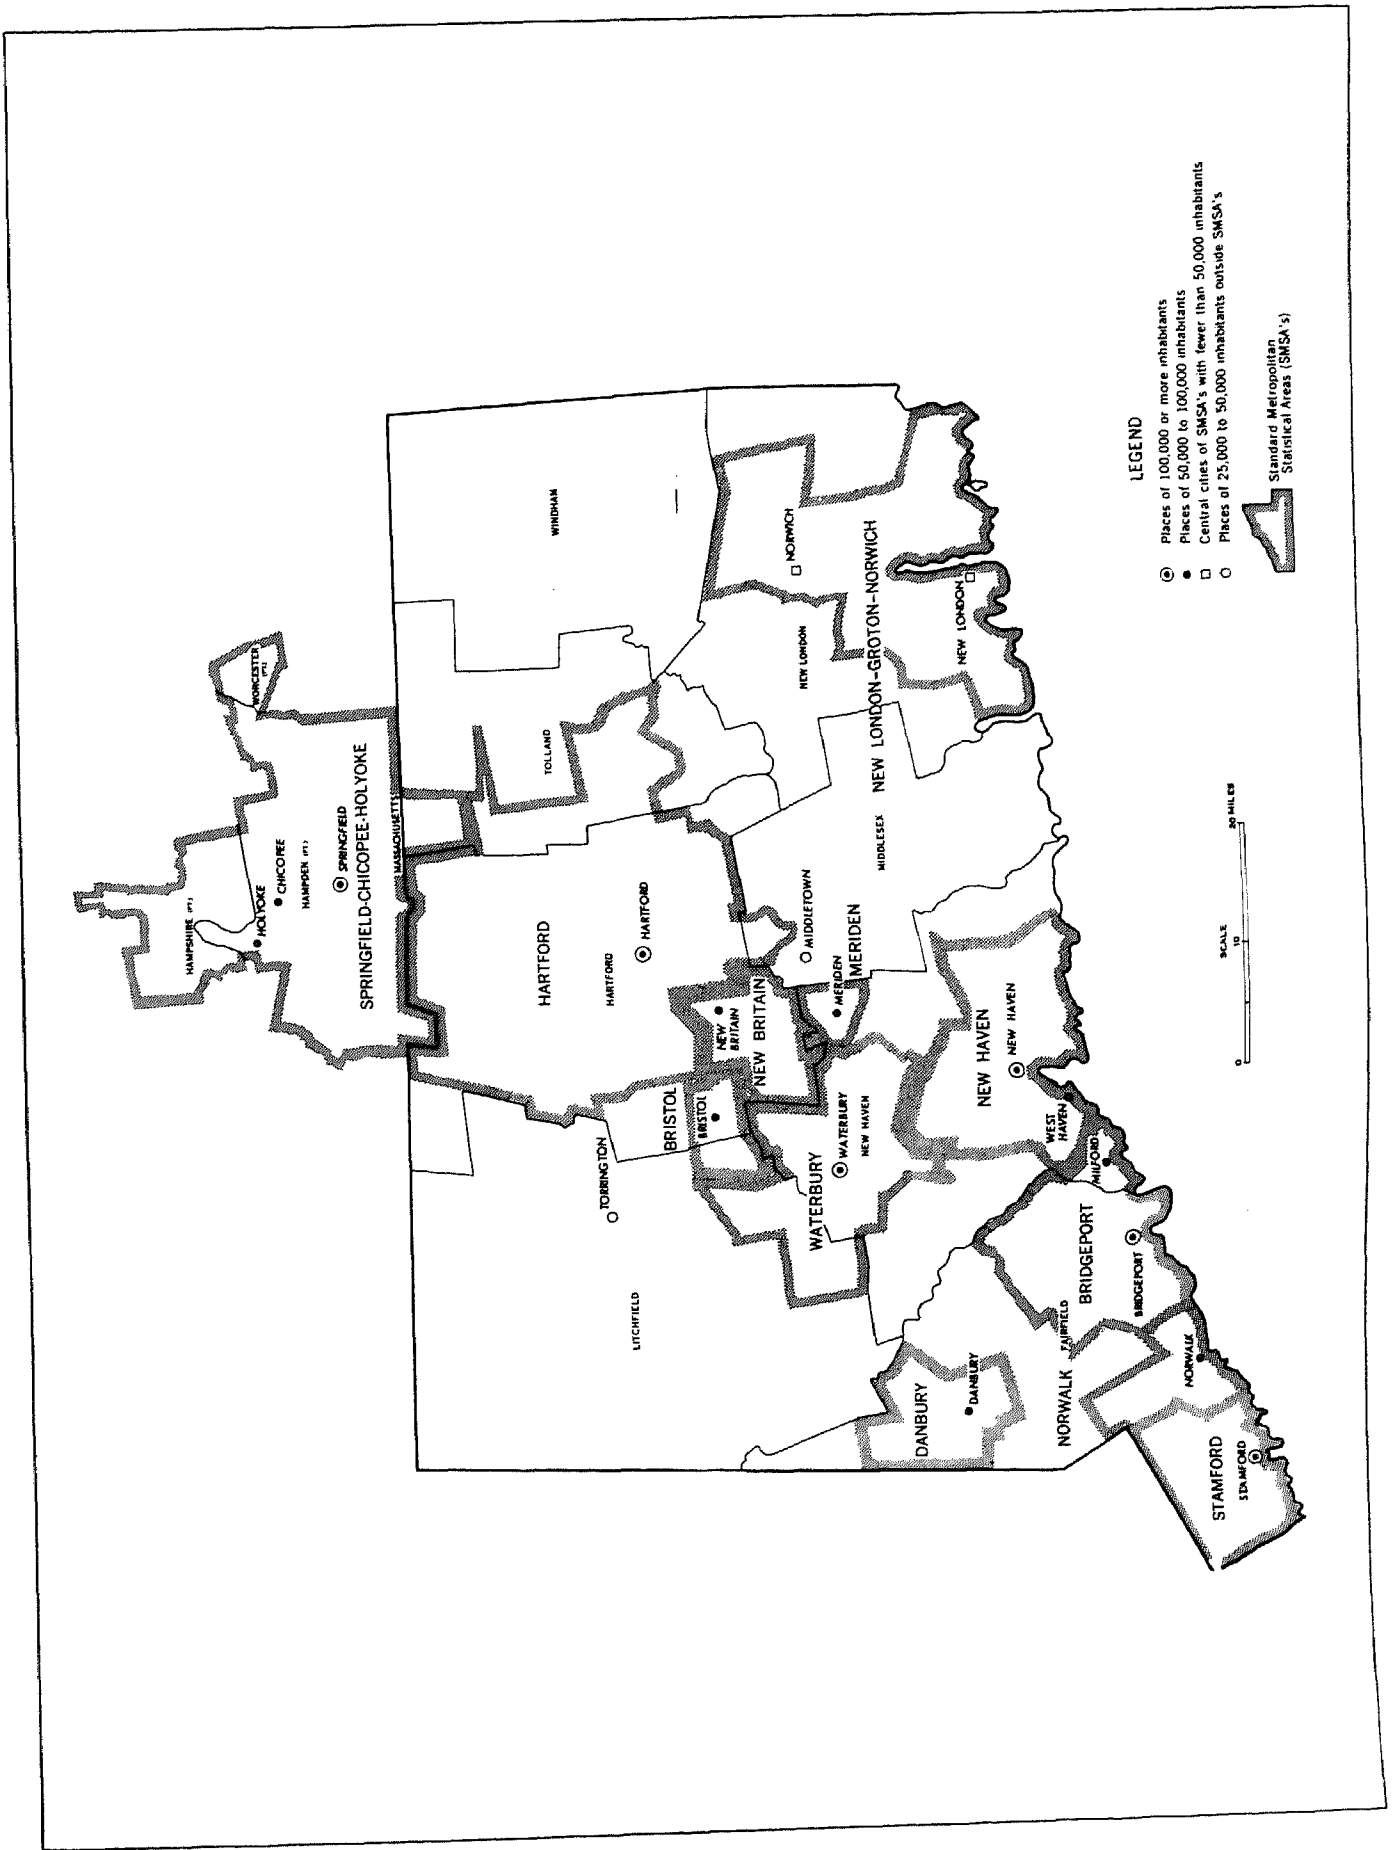 HAMPSHIRE (PT.)
HOLYOKE
CHICOPEE
HAMPDEN (PT.)
SPRINGFIELD
SPRINGFIELD-CHICOPEE-HOLYOKE
WORCESTER
(PT.)
MASSACHUSETTS
HARTFORD
HARTFORD
HARTFORD
TOLLAND
WINDHAM
TORRINGTON
LITCHFIELD
BRISTOL
BRISTOL
NEW
BRITAIN
NEW BRITAIN
MIDDLETOWN
MERIDEN
MERIDEN
MIDDLESEX
WATERBURY
WATERBURY
NEW HAVEN
NEW LONDON
NORWICH
NEW LONDON-GROTON-NORWICH
NEW LONDON
NEW HAVEN
NEW HAVEN
WEST
HAVEN
MILFORD
BRIDGEPORT
BRIDGEPORT
FAIRFIELD
DANBURY
DANBURY
NORWALK
NORWALK
STAMFORD
STAMFORD
LEGEND
Places of 100,000 or more inhabitants
Places of 50,000 to 100,000 inhabitants
Central cities of SMSA's with fewer than 50,000 inhabitants
Places of 25,000 to 50,000 inhabitants outside SMSA's
Standard Metropolitan
Statistical Areas (SMSA's)
SCALE
0 10 20 MILES